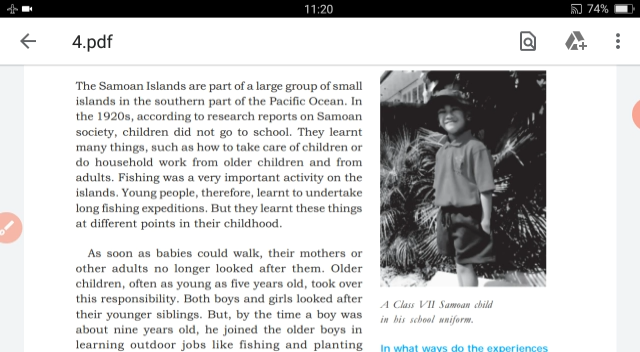 11:20
74%
4.pdf
The Samoan Islands are part of a large group of small
islands in the southern part of the Pacific Ocean. In
the 1920s, according to research reports on Samoan
society, children did not go to school. They learnt
many things, such as how to take care of children or
do household work from older children and from
adults. Fishing was a very important activity on the
islands. Young people, therefore, learnt to undertake
long fishing expeditions. But they learnt these things
at different points in their childhood.
As soon as babies could walk, their mothers or
other adults no longer looked after them. Older
children, often as young as five years old, took over
this responsibility. Both boys and girls looked after
their younger siblings. But, by the time a boy was
about nine years old, he joined the older boys in
learning outdoor jobs like fishing and planting
A Class VII Samoan child
in his school uniform.
In what ways do the experiences